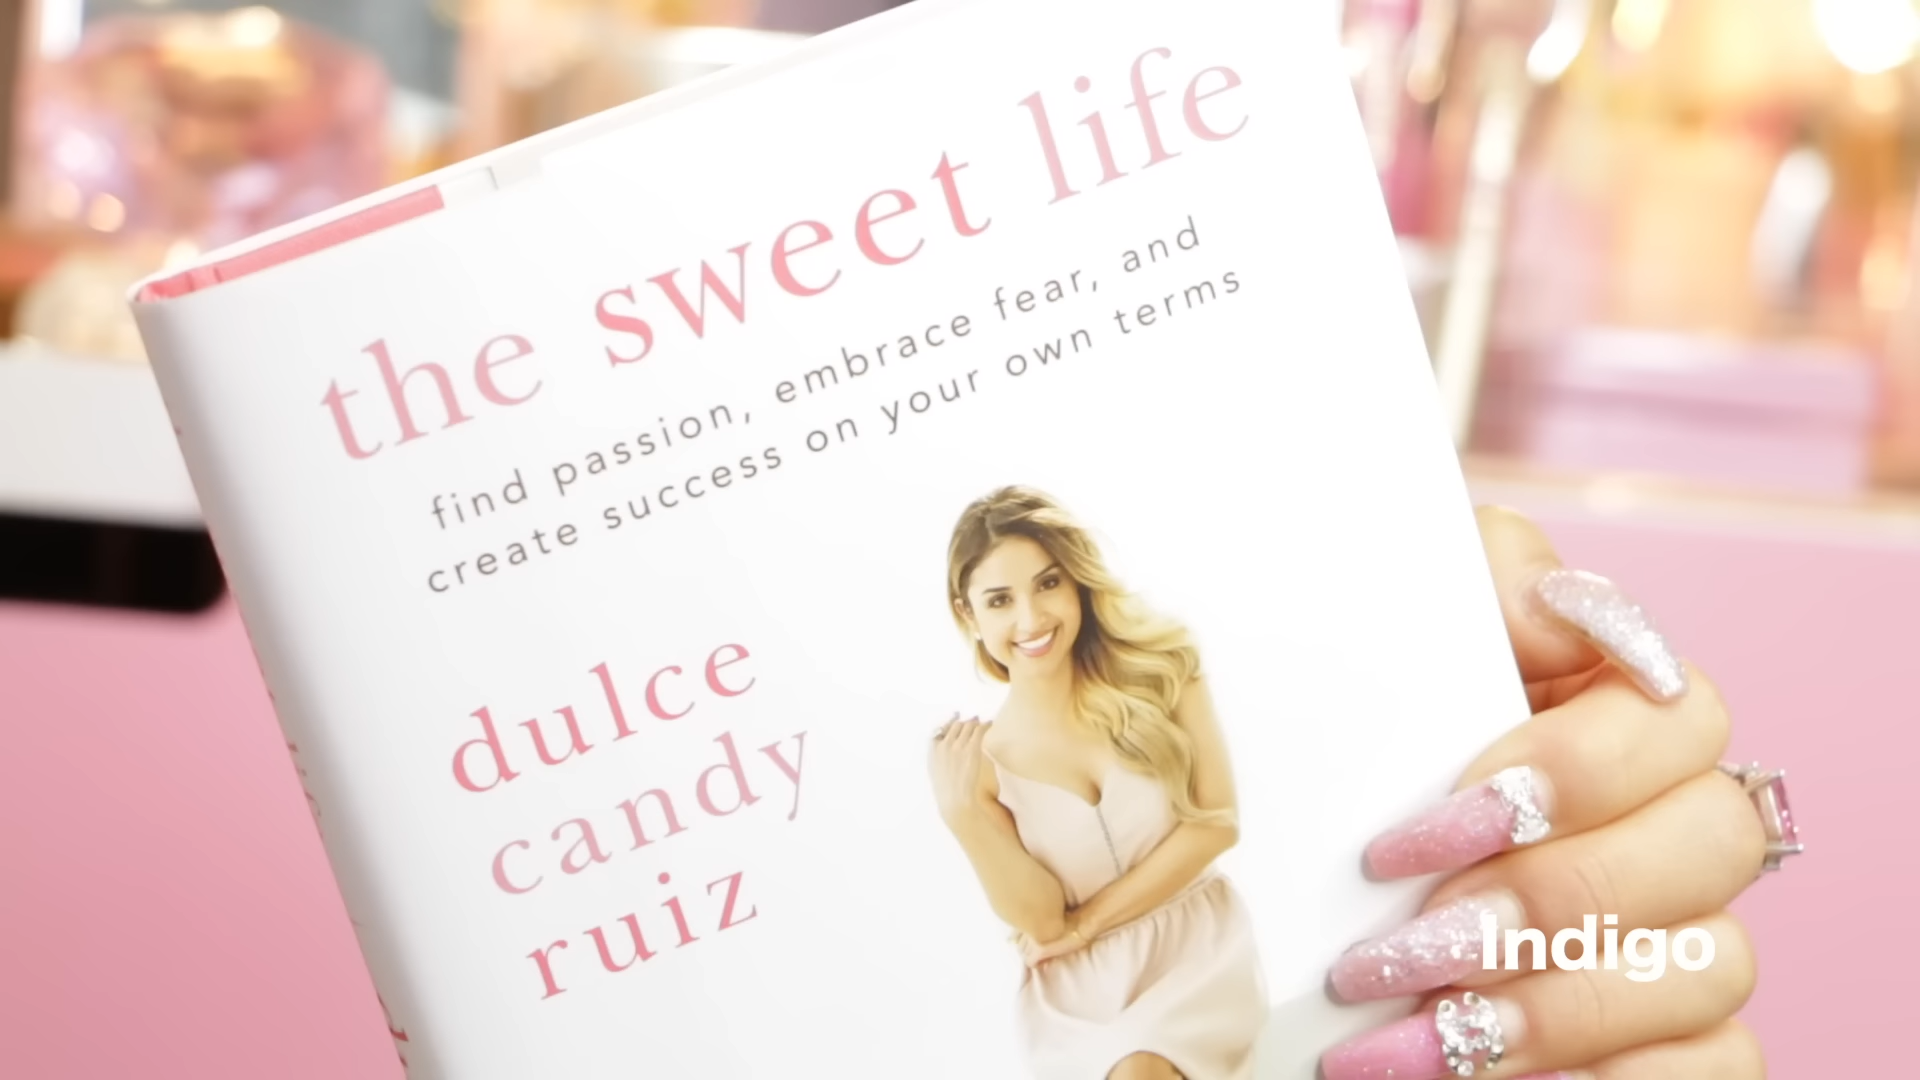 the sweet life
find passion, embrace fear, and
create success on your own terms
dulce
candy
ruiz
Indigo